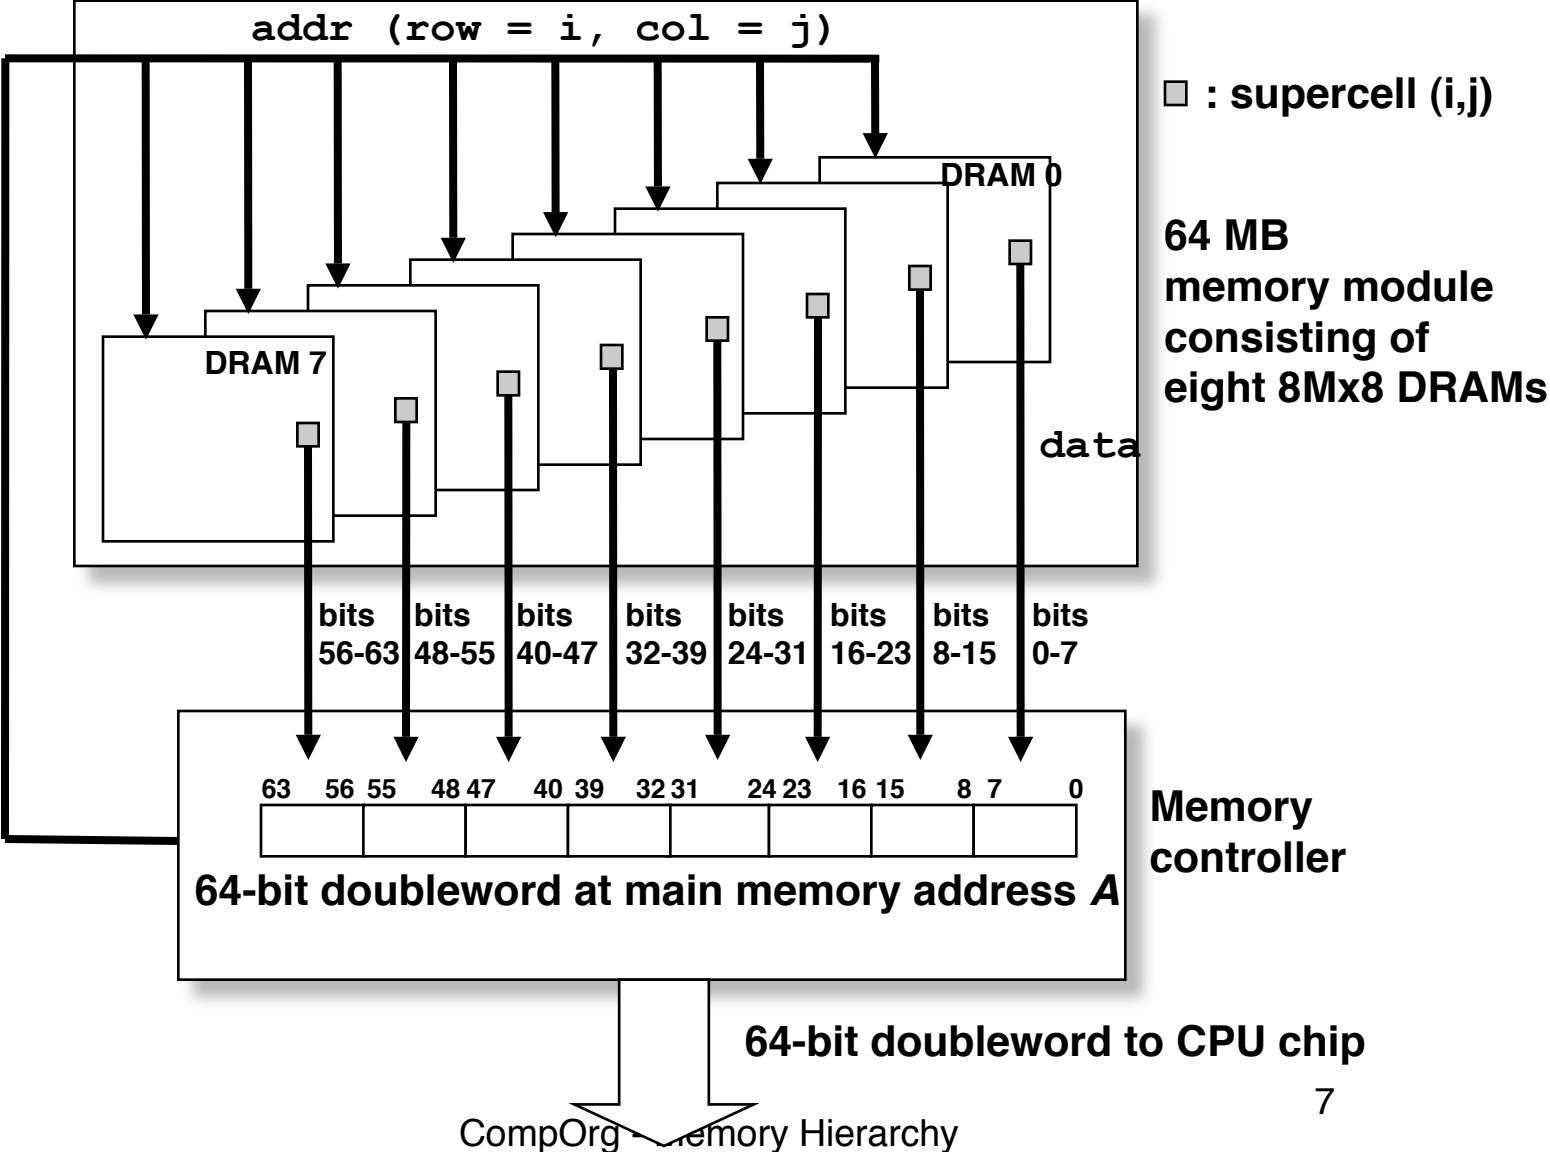 addr (row = i, col = j)
: supercell (i,j)
DRAM 0
64 MB
memory module
consisting of
eight 8Mx8 DRAMs
DRAM 7
data
bits
56-63
bits
48-55
bits
40-47
bits
32-39
bits
24-31
bits
16-23
bits
8-15
bits
0-7
63 56 55 48 47 40 39 32 31 24 23 16 15 8 7 0
Memory
controller
64-bit doubleword at main memory address A
64-bit doubleword to CPU chip
7
CompOrg - Memory Hierarchy